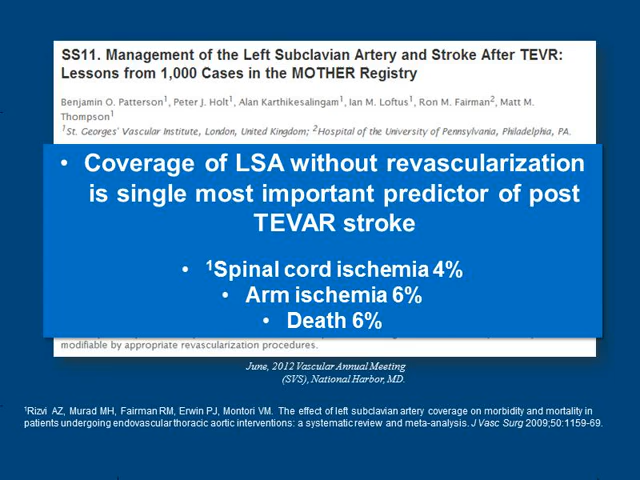 SS11. Management of the Left Subclavian Artery and Stroke After TEVR:
Lessons from 1,000 Cases in the MOTHER Registry
Benjamin O. Patterson¹, Peter J. Holt¹, Alan Karthikesalingam¹, Ian M. Loftus¹, Ron M. Fairman², Matt M.
Thompson¹
¹St. Georges' Vascular Institute, London, United Kingdom; ²Hospital of the University of Pennsylvania, Philadelphia, PA.
• Coverage of LSA without revascularization
is single most important predictor of post
TEVAR stroke
• ¹Spinal cord ischemia 4%
• Arm ischemia 6%
• Death 6%
modifiable by appropriate revascularization procedures.
June, 2012 Vascular Annual Meeting
(SVS), National Harbor, MD.
¹Rizvi AZ, Murad MH, Fairman RM, Erwin PJ, Montori VM. The effect of left subclavian artery coverage on morbidity and mortality in
patients undergoing endovascular thoracic aortic interventions: a systematic review and meta-analysis. J Vasc Surg 2009;50:1159-69.